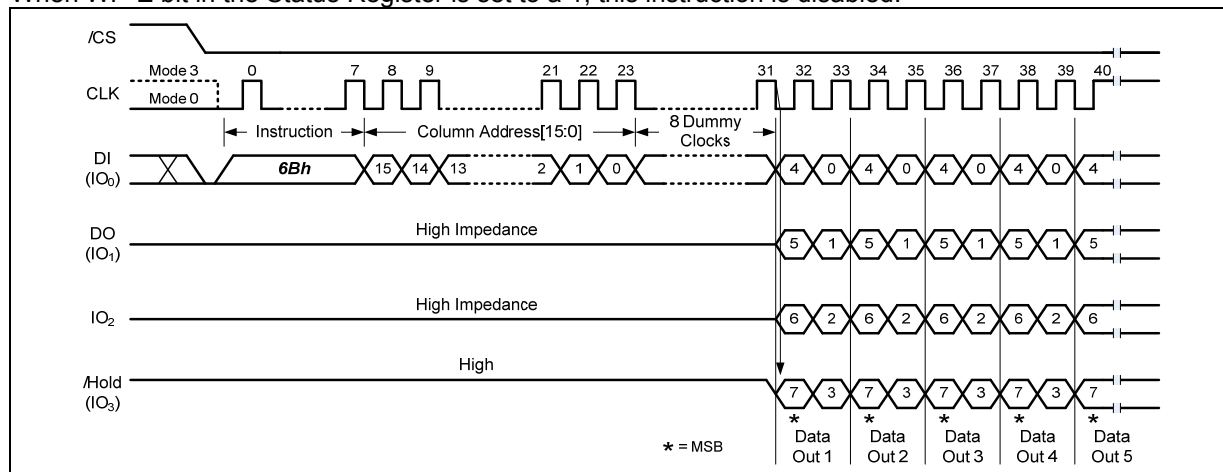 When WP-E bit in the Status Register is set to a 1, this instruction is disabled.
/CS
Mode 3 0 7 8 9 21 22 23 31 32 33 34 35 36 37 38 39 40
CLK
Mode 0
Instruction Column Address[15:0] 8 Dummy
Clocks
DI
(IO0) 6Bh 15 14 13 2 1 0 4 0 4 0 4 0 4 0 4
High Impedance
DO
(IO1) 5 1 5 1 5 1 5 1 5
High Impedance
IO2 6 2 6 2 6 2 6 2 6
High
/Hold
(IO3) 7 3 7 3 7 3 7 3 7
* * * * *
* = MSB
Data Data Data Data Data
Out 1 Out 2 Out 3 Out 4 Out 5